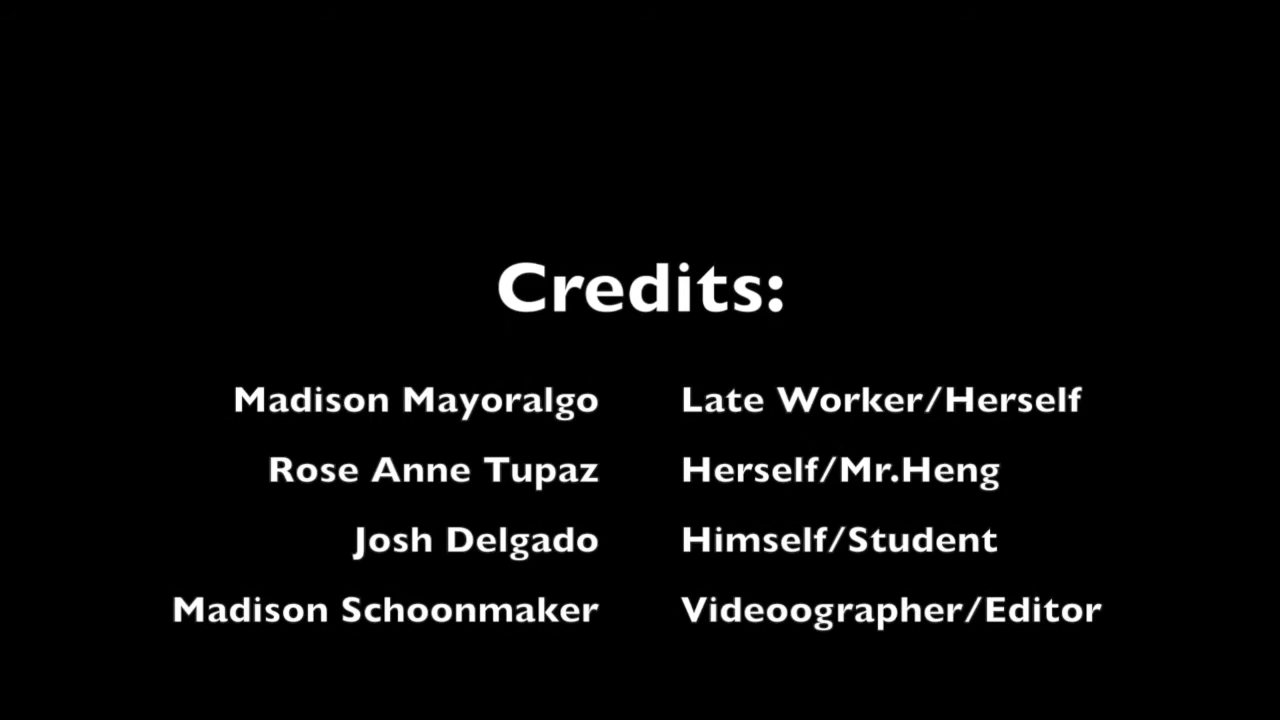 Credits:
Madison Mayoralgo Late Worker/Herself
Rose Anne Tupaz Herself/Mr.Heng
Josh Delgado Himself/Student
Madison Schoonmaker Videoographer/Editor